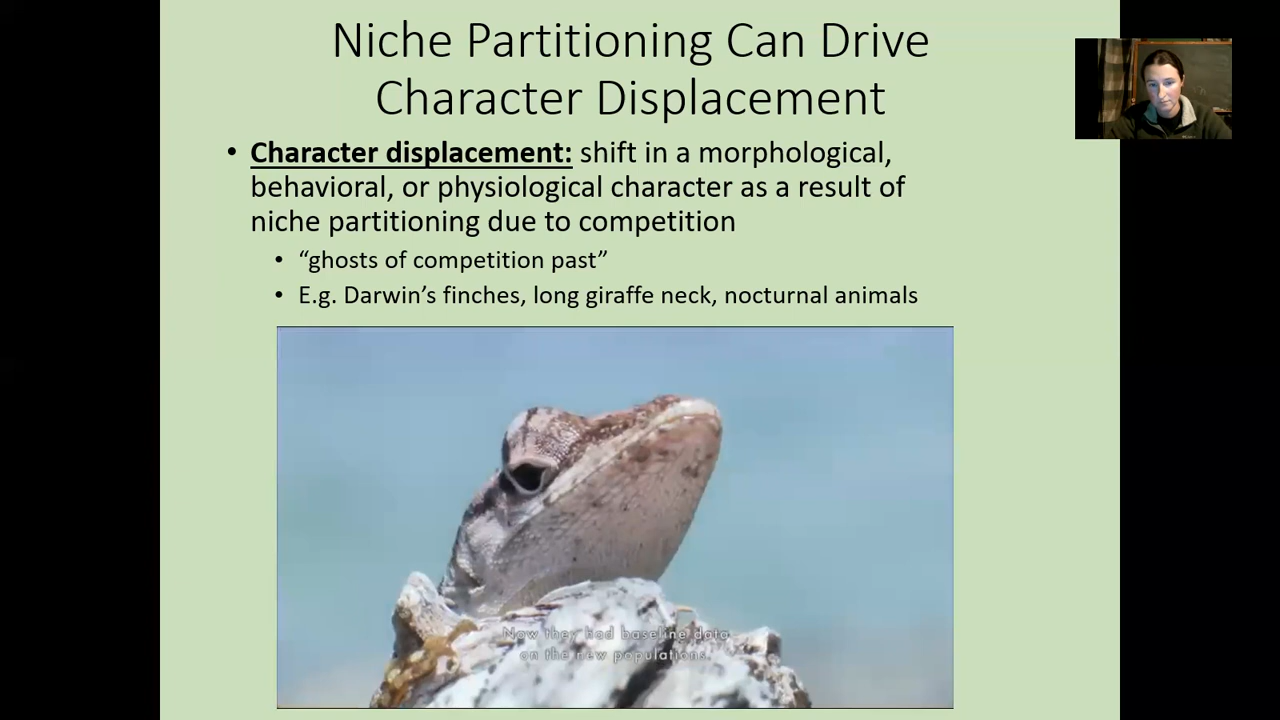 Niche Partitioning Can Drive
Character Displacement
• Character displacement: shift in a morphological,
behavioral, or physiological character as a result of
niche partitioning due to competition
• “ghosts of competition past”
• E.g. Darwin’s finches, long giraffe neck, nocturnal animals
Now they had baseline data
on the new populations.